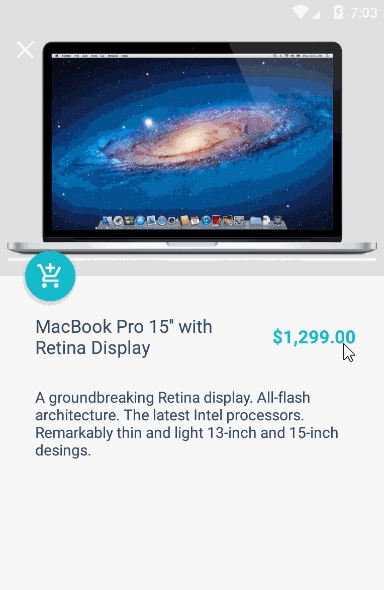 7:03
MacBook Pro 15" with
Retina Display
$1,299.00
A groundbreaking Retina display. All-flash
architecture. The latest Intel processors.
Remarkably thin and light 13-inch and 15-inch
desings.